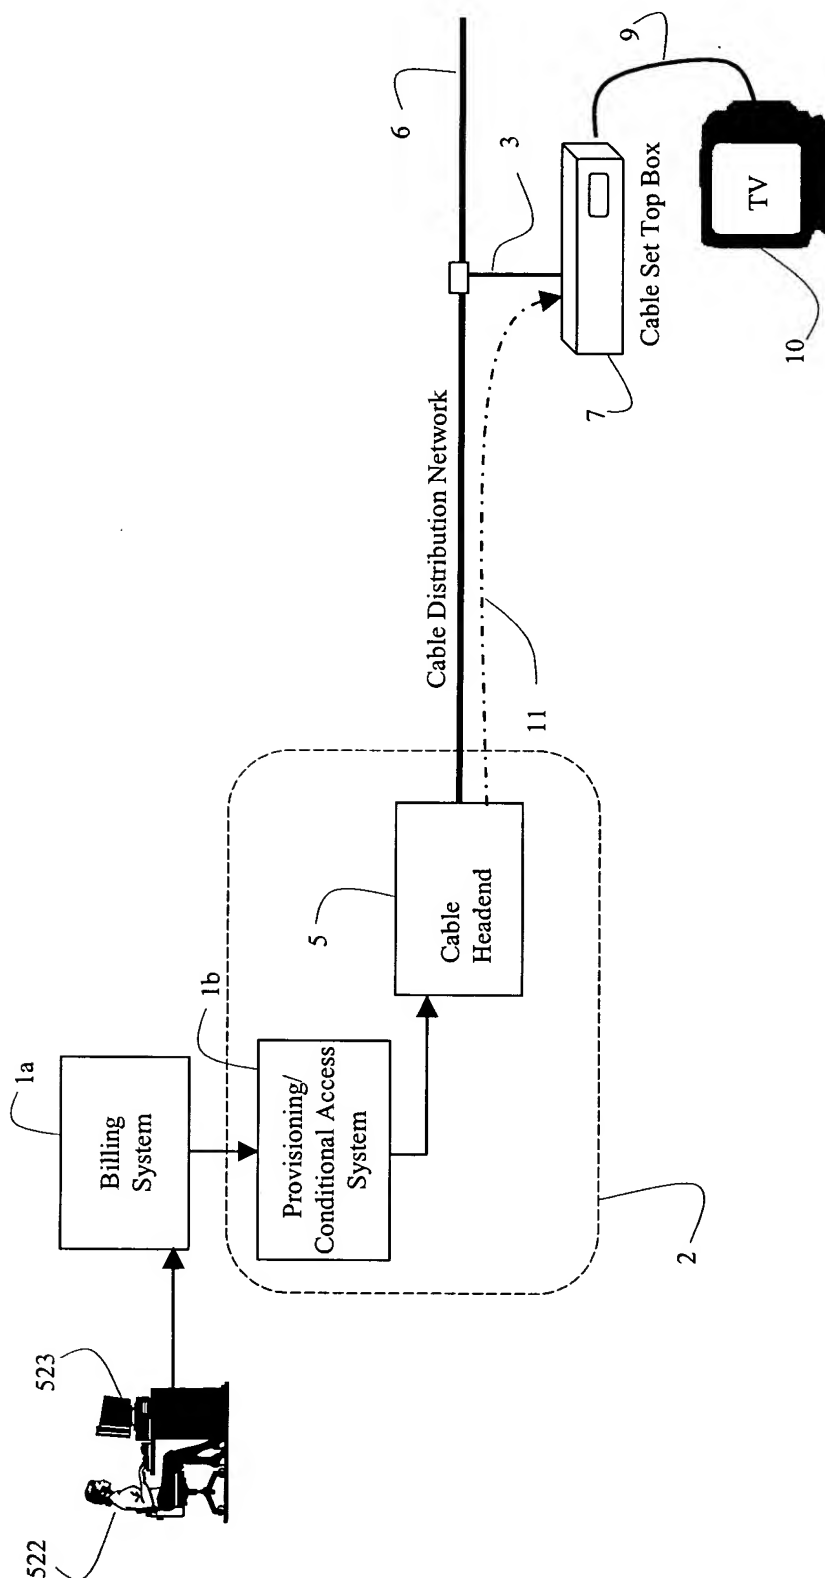 522
523
1a
Billing
System
1b
Provisioning/
Conditional Access
System
2
5
Cable
Headend
11
Cable Distribution Network
6
3
7
Cable Set Top Box
9
TV
10